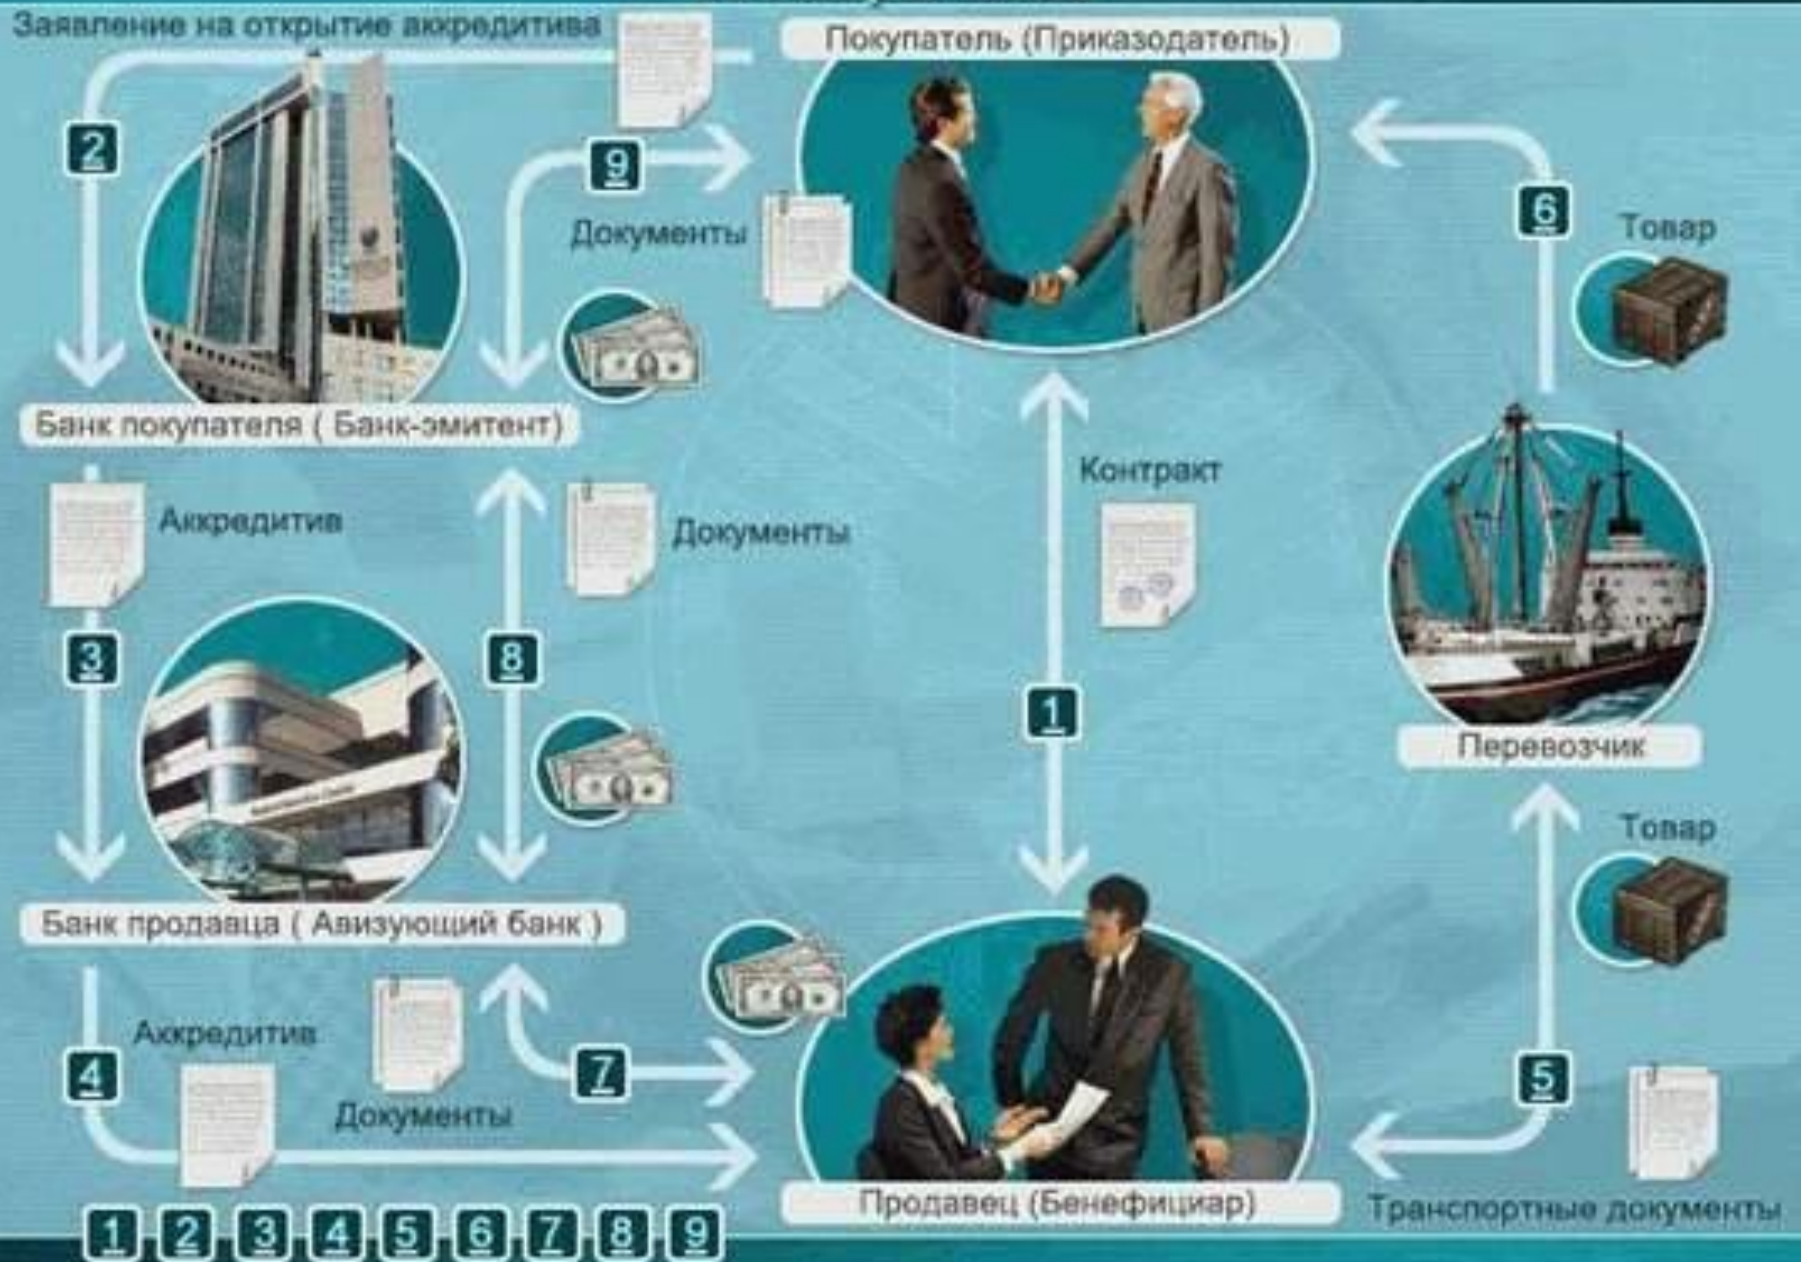 Заявление на открытие аккредитива
Покупатель (Приказодатель)
2
9
Документы
6
Товар
Банк покупателя ( Банк-эмитент)
Аккредитив
Документы
Контракт
3
8
1
Перевозчик
Товар
Банк продавца ( Авизующий банк )
Аккредитив
4
Документы
7
5
Продавец (Бенефициар)
Транспортные документы
1 2 3 4 5 6 7 8 9